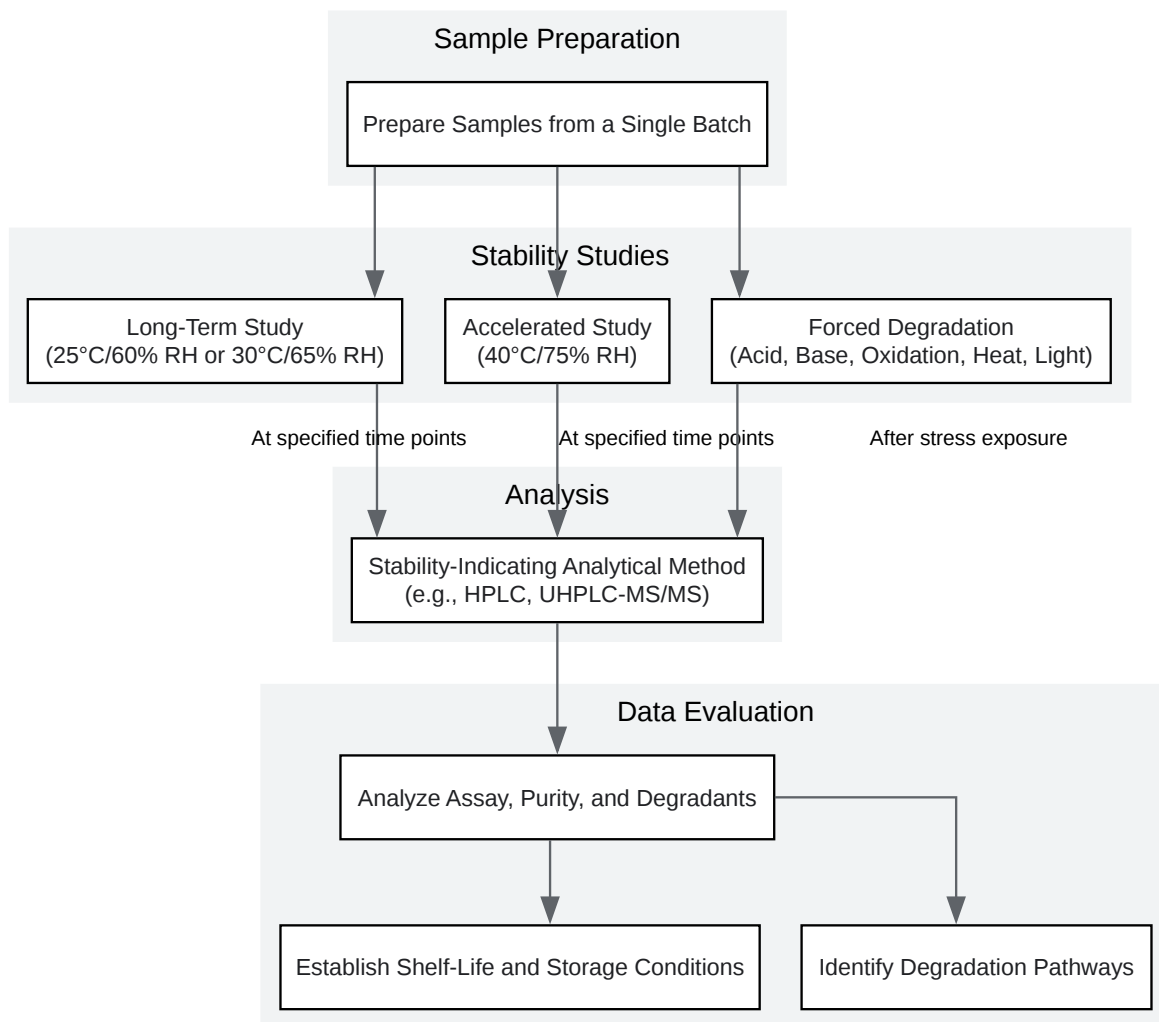 Sample Preparation
Prepare Samples from a Single Batch
Stability Studies
Long-Term Study
(25°C/60% RH or 30°C/65% RH)
Accelerated Study
(40°C/75% RH)
Forced Degradation
(Acid, Base, Oxidation, Heat, Light)
At specified time points
At specified time points
After stress exposure
Analysis
Stability-Indicating Analytical Method
(e.g., HPLC, UHPLC-MS/MS)
Data Evaluation
Analyze Assay, Purity, and Degradants
Establish Shelf-Life and Storage Conditions
Identify Degradation Pathways